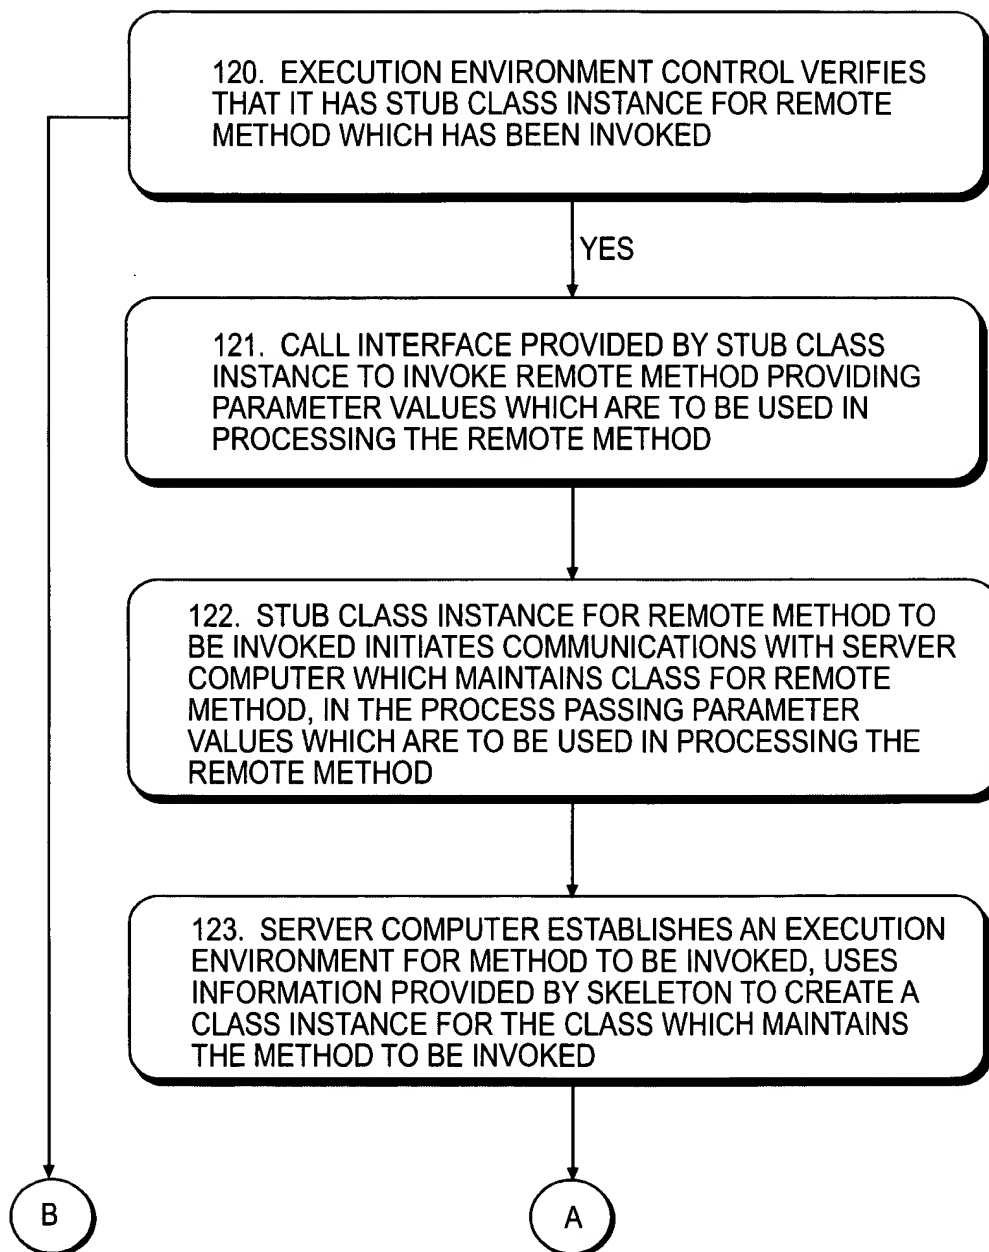 120. EXECUTION ENVIRONMENT CONTROL VERIFIES
THAT IT HAS STUB CLASS INSTANCE FOR REMOTE
METHOD WHICH HAS BEEN INVOKED
YES
121. CALL INTERFACE PROVIDED BY STUB CLASS
INSTANCE TO INVOKE REMOTE METHOD PROVIDING
PARAMETER VALUES WHICH ARE TO BE USED IN
PROCESSING THE REMOTE METHOD
122. STUB CLASS INSTANCE FOR REMOTE METHOD TO
BE INVOKED INITIATES COMMUNICATIONS WITH SERVER
COMPUTER WHICH MAINTAINS CLASS FOR REMOTE
METHOD, IN THE PROCESS PASSING PARAMETER
VALUES WHICH ARE TO BE USED IN PROCESSING THE
REMOTE METHOD
123. SERVER COMPUTER ESTABLISHES AN EXECUTION
ENVIRONMENT FOR METHOD TO BE INVOKED, USES
INFORMATION PROVIDED BY SKELETON TO CREATE A
CLASS INSTANCE FOR THE CLASS WHICH MAINTAINS
THE METHOD TO BE INVOKED
B
A